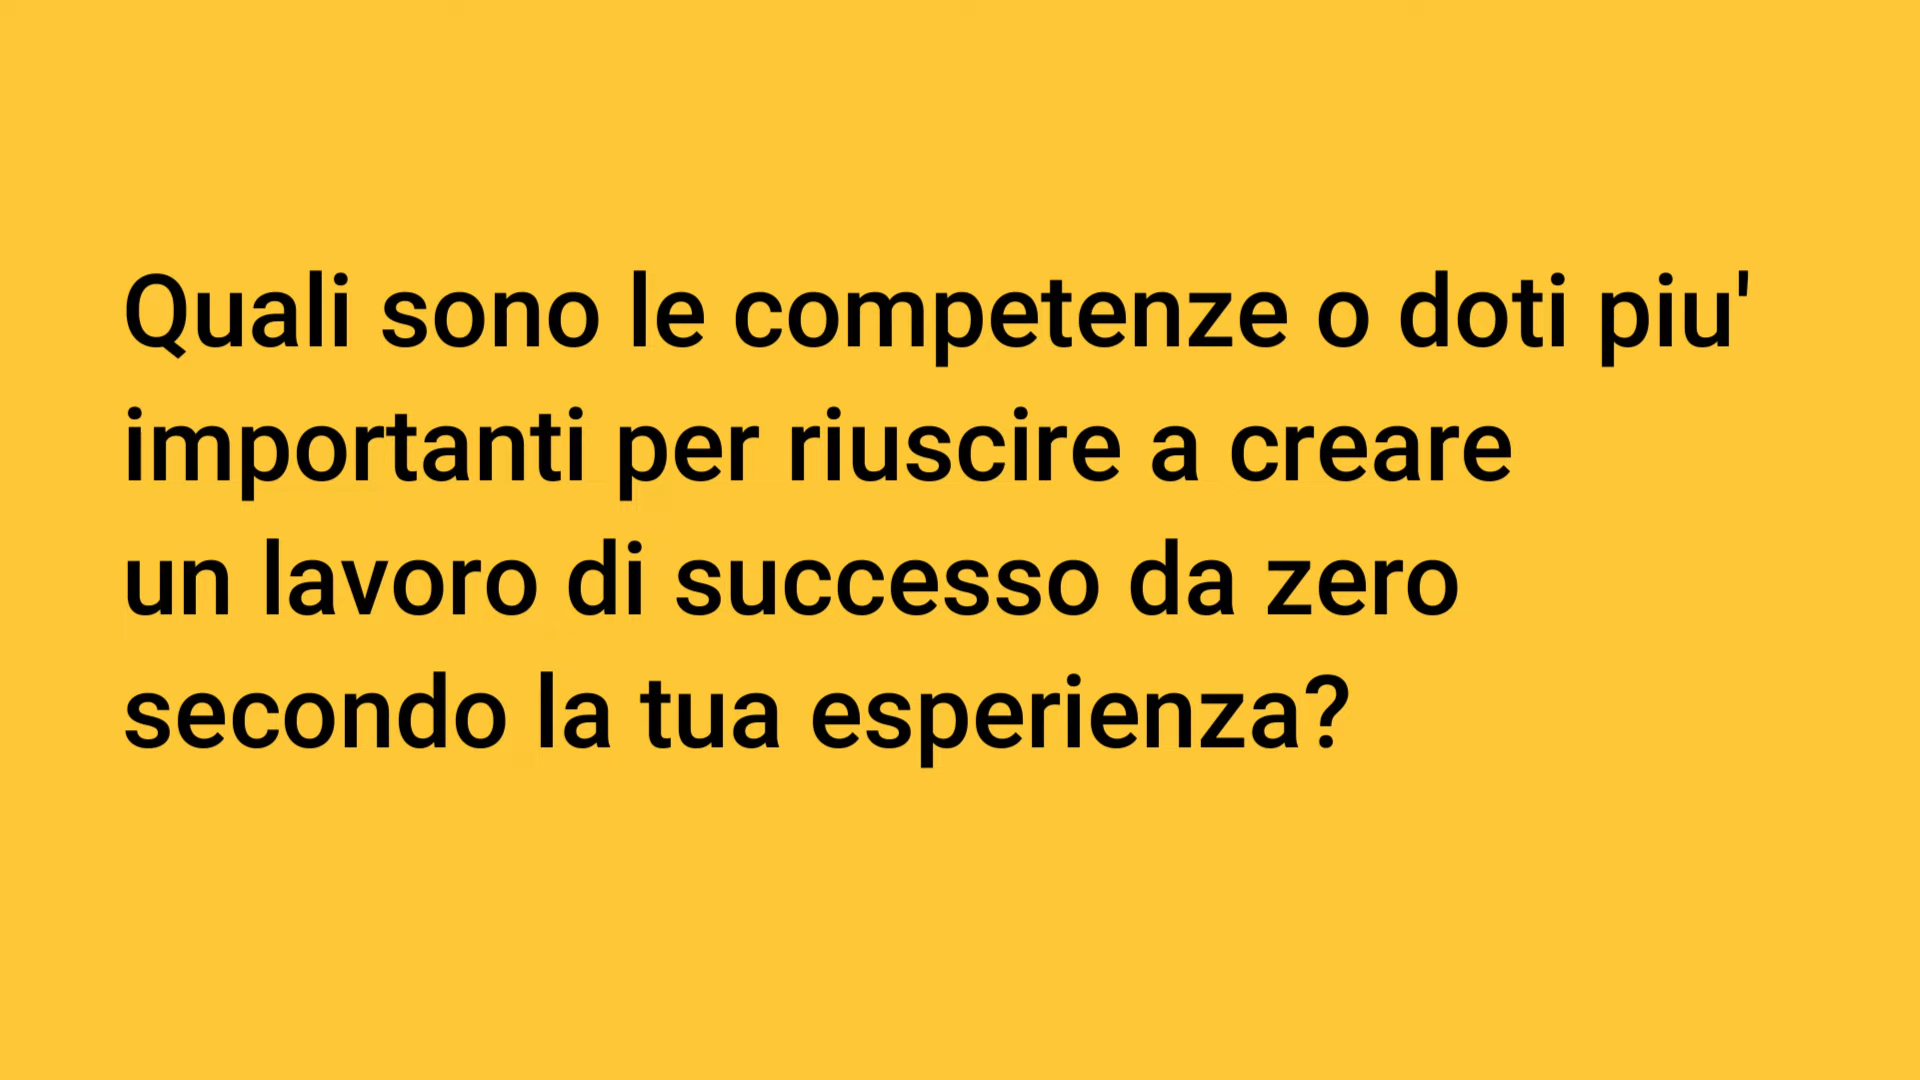 Quali sono le competenze o doti piu'
importanti per riuscire a creare
un lavoro di successo da zero
secondo la tua esperienza?